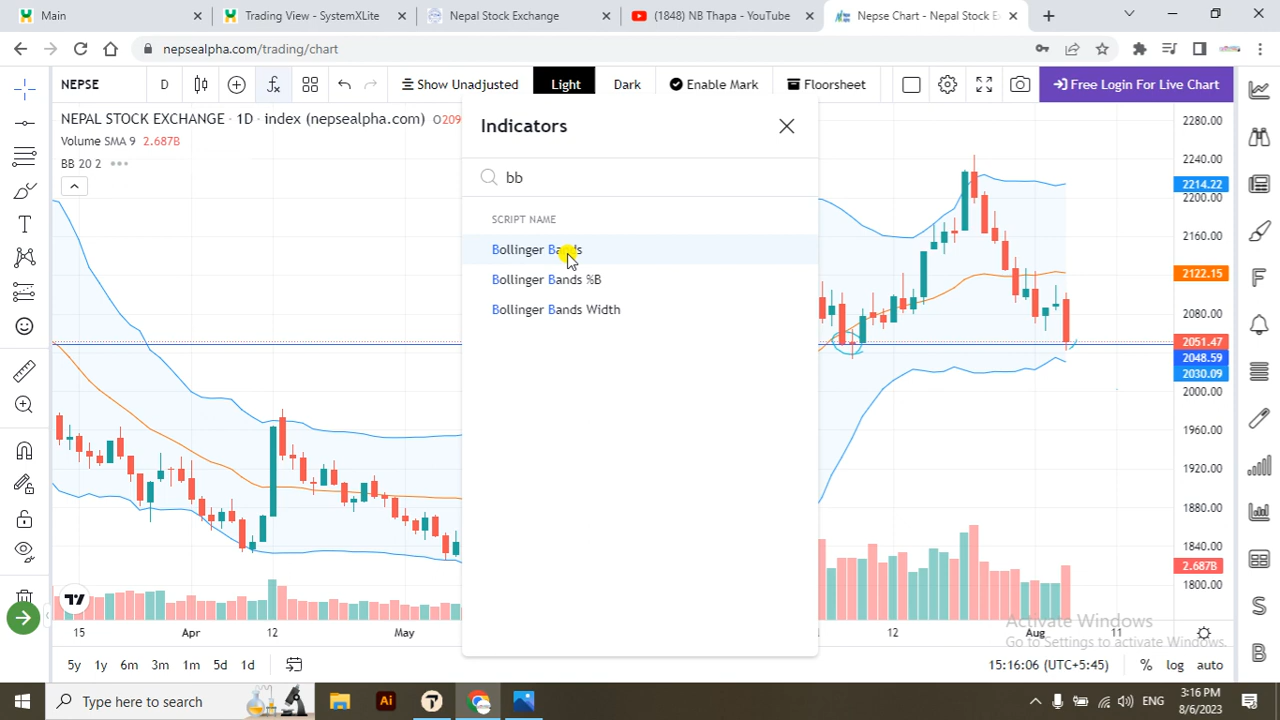 Main
Trading View - SystemXLite
Nepal Stock Exchange
(1848) NB Thapa - YouTube
Nepse Chart - Nepal Stock E
nepsealpha.com/trading/chart
NEPSE
D
Show Unadjusted
Light
Dark
Enable Mark
Floorsheet
Free Login For Live Chart
NEPAL STOCK EXCHANGE · 1D · index (nepsealpha.com) O209
Volume SMA 9 2.687B
BB 20 2
Indicators
bb
SCRIPT NAME
Bollinger Bands
Bollinger Bands %B
Bollinger Bands Width
2280.00
2240.00
2214.22
2200.00
2160.00
2122.15
2080.00
2051.47
2048.59
2030.09
2000.00
1960.00
1920.00
1880.00
1840.00
2.687B
1800.00
15
Apr
12
May
12
Aug
11
Activate Windows
Go to Settings to activate Windows.
5y 1y 6m 3m 1m 5d 1d
15:16:06 (UTC+5:45)
% log auto
Type here to search
Ai
ENG
3:16 PM
8/6/2023